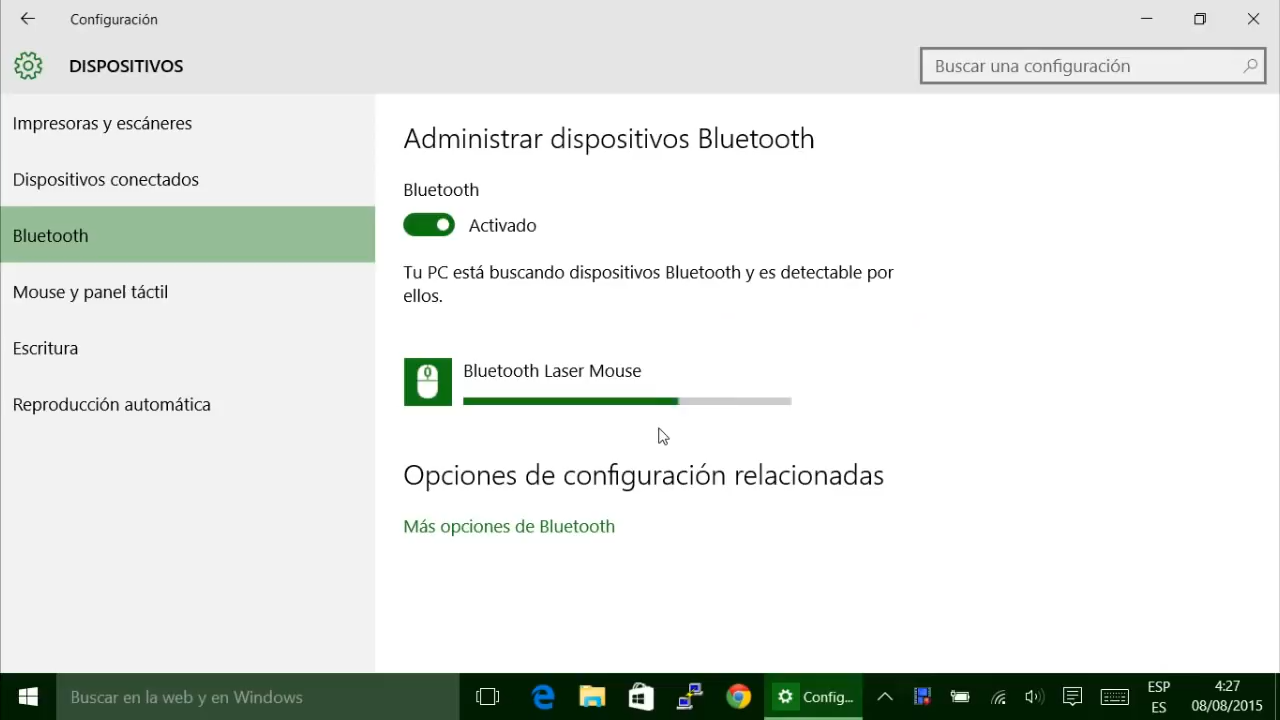 Configuración
DISPOSITIVOS
Buscar una configuración
Impresoras y escáneres
Dispositivos conectados
Bluetooth
Mouse y panel táctil
Escritura
Reproducción automática
Administrar dispositivos Bluetooth
Bluetooth
Activado
Tu PC está buscando dispositivos Bluetooth y es detectable por
ellos.
Bluetooth Laser Mouse
Opciones de configuración relacionadas
Más opciones de Bluetooth
Buscar en la web y en Windows
Config...
ESP
ES
4:27
08/08/2015